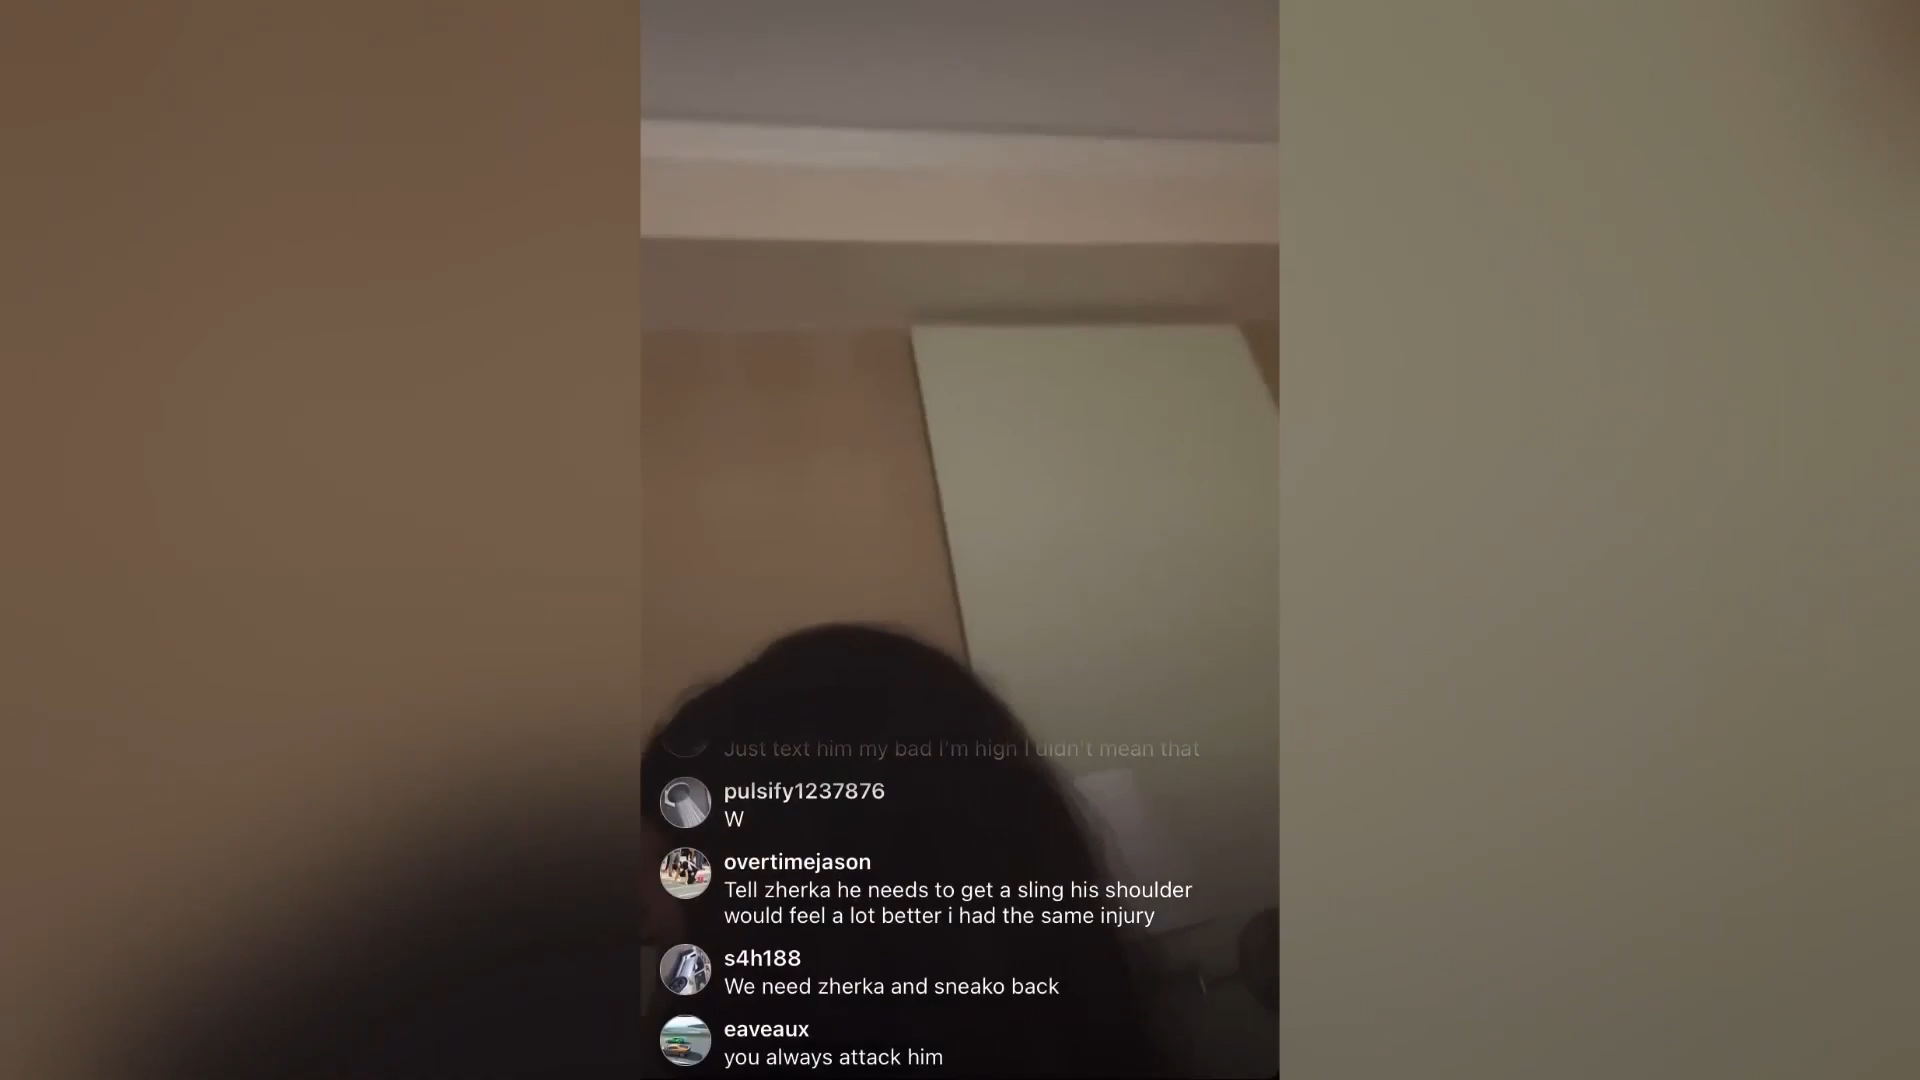 Just text him my bad I'm high I didn't mean that
pulsify1237876
W
overtimejason
Tell zherka he needs to get a sling his shoulder
would feel a lot better i had the same injury
s4h188
We need zherka and sneako back
eaveaux
you always attack him